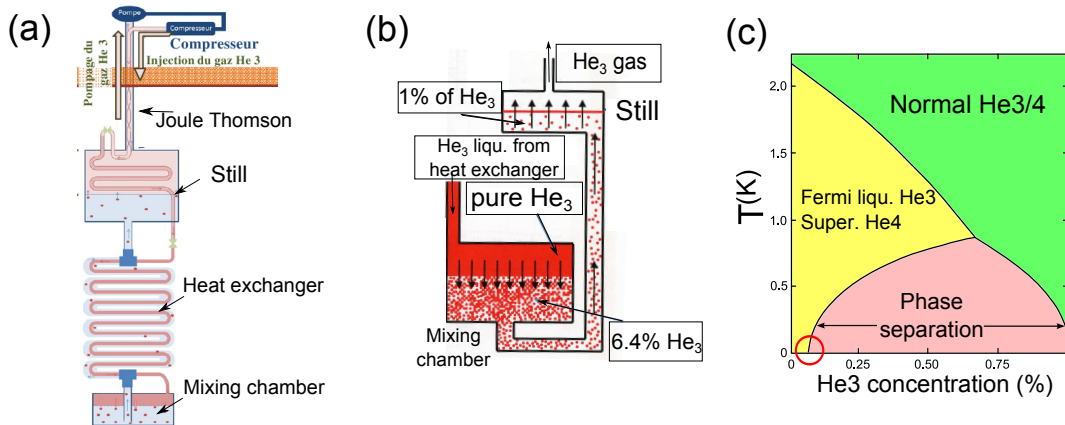 (a)
Pompe
Compresseur
Compresseur
Injection du gaz He 3
Pompage du
gaz He 3
Joule Thomson
Still
Heat exchanger
Mixing chamber
(b)
He3 gas
1% of He3
Still
He3 liqu. from
heat exchanger
pure He3
Mixing
chamber
6.4% He3
(c)
2.0
1.5
1.0
0.5
0
T(K)
Normal He3/4
Fermi liqu. He3
Super. He4
Phase
separation
0
0.25
0.50
0.75
He3 concentration (%)